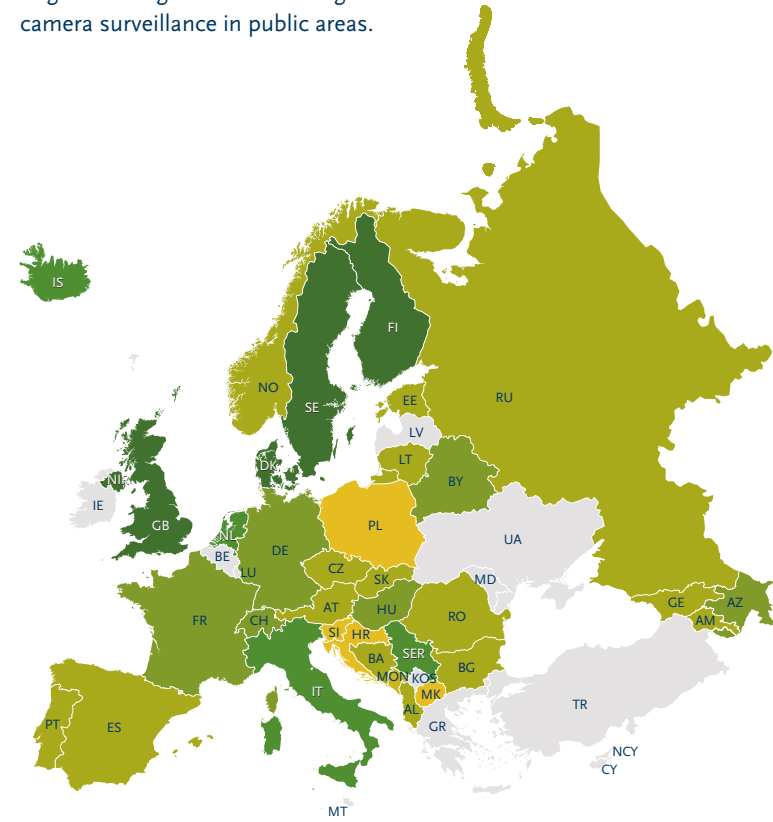 camera surveillance in public areas.
IS
FI
NO
SE
EE
RU
LV
LT
DK
BY
NIR
IE
GB
NL
PL
UA
BE
DE
LU
CZ
SK
MD
AT
HU
RO
GE
AZ
FR
CH
AM
SI
HR
SER
BA
BG
MON
KOS
IT
MK
AL
PT
ES
GR
TR
NCY
CY
MT